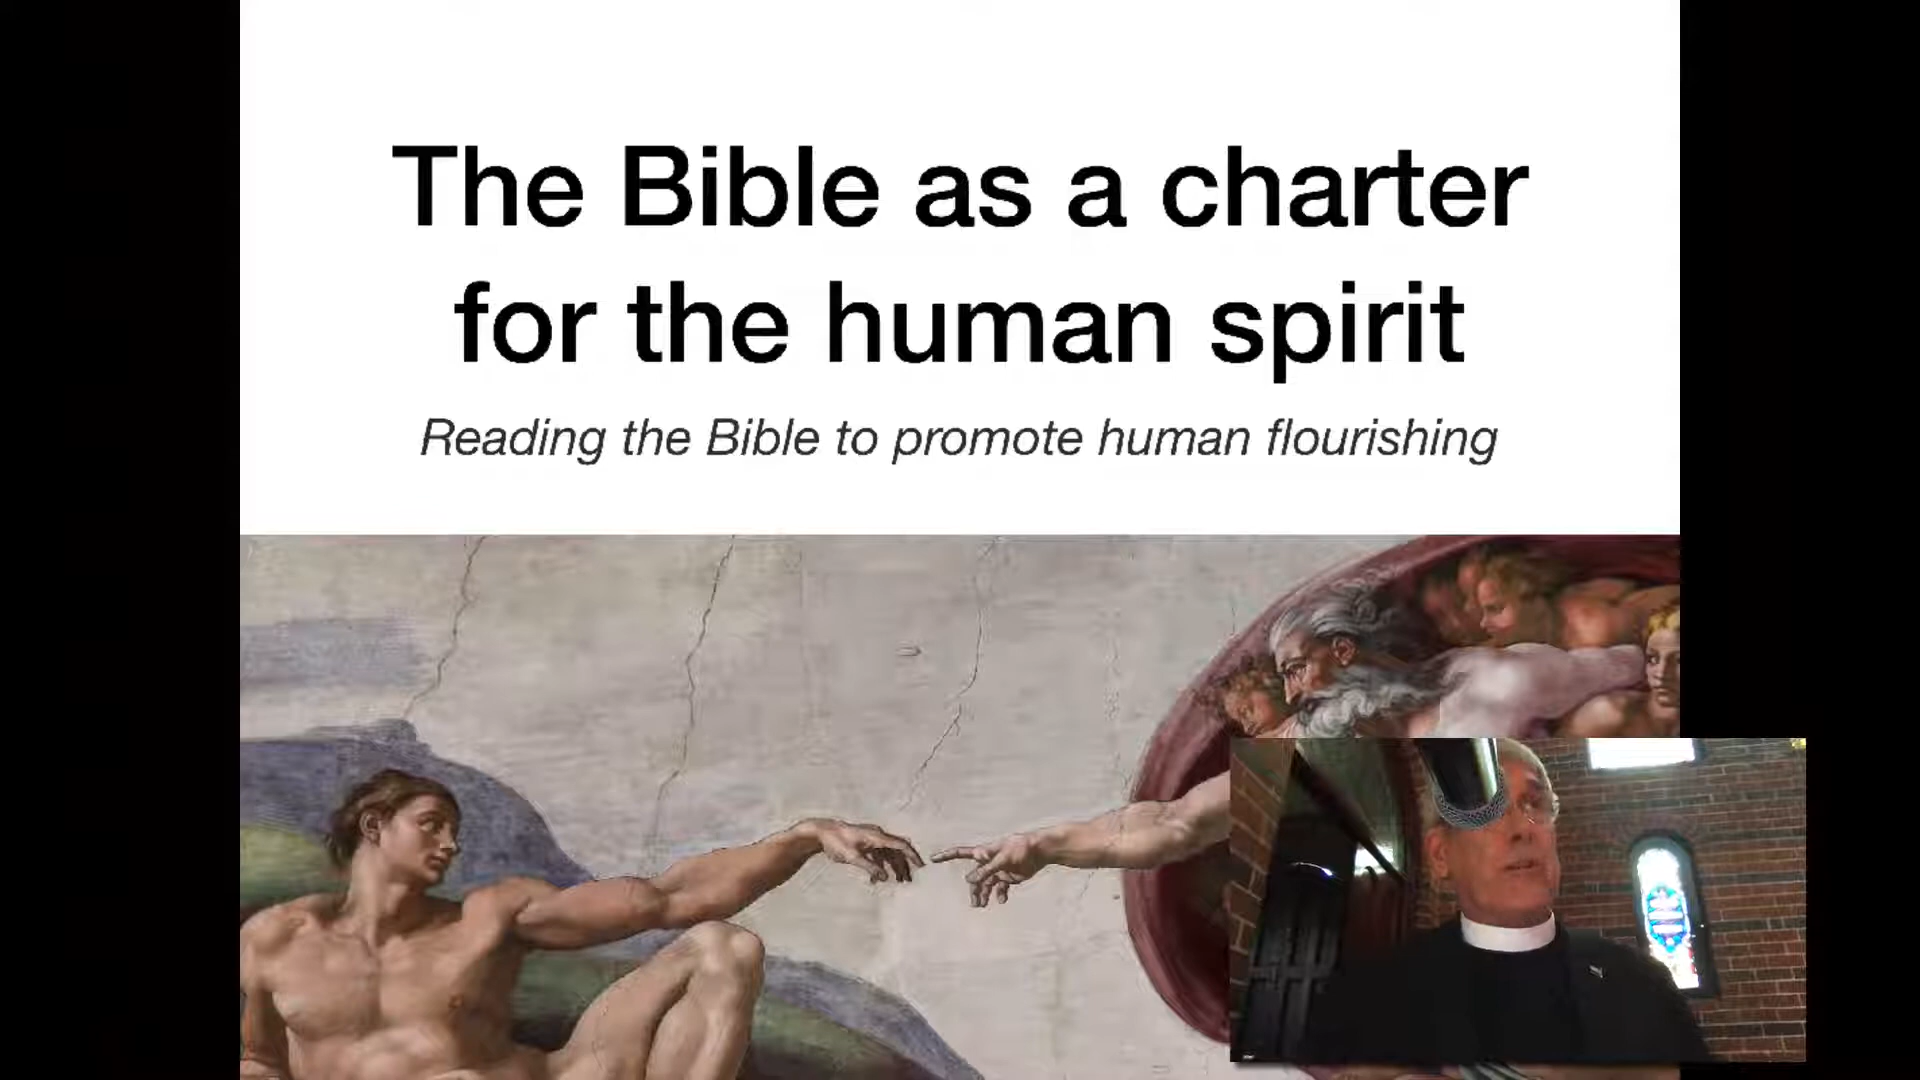 The Bible as a charter
for the human spirit
Reading the Bible to promote human flourishing